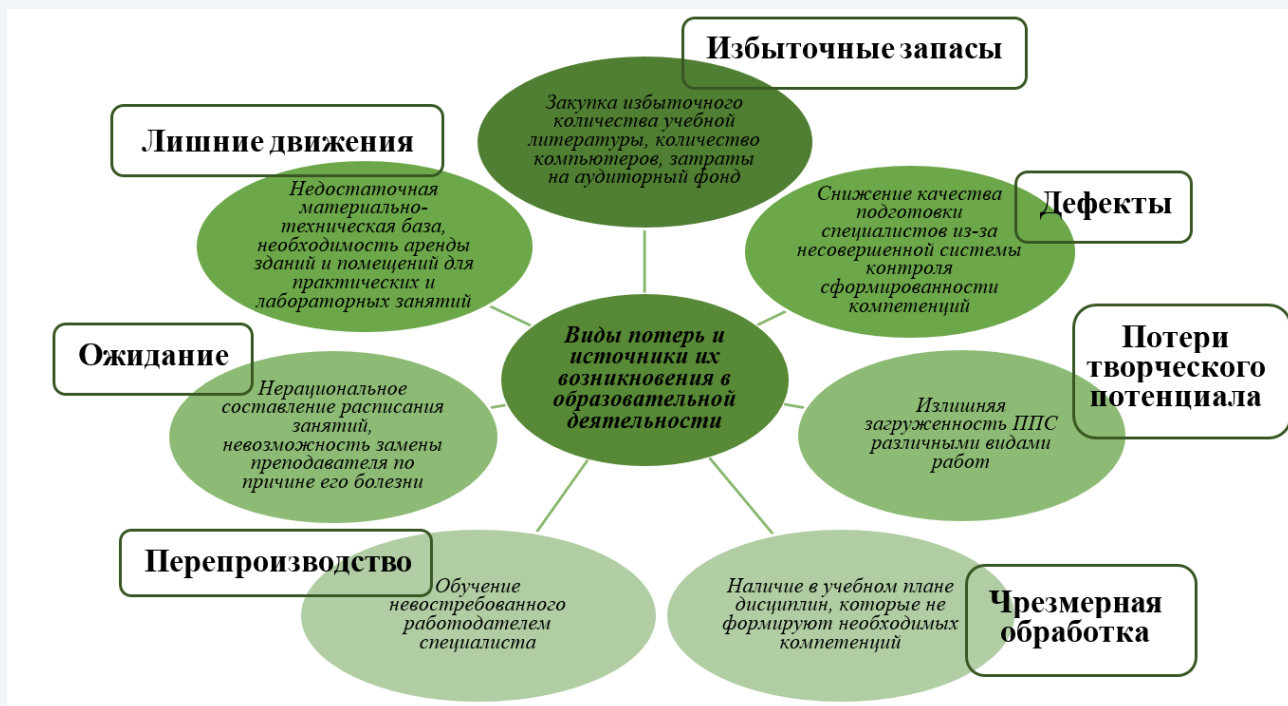 Избыточные запасы
Закупка избыточного
количества учебной
литературы, количество
компьютеров, затраты
на аудиторный фонд
Лишние движения
Недостаточная
материально-
техническая база,
необходимость аренды
зданий и помещений для
практических и
лабораторных занятий
Дефекты
Снижение качества
подготовки
специалистов из-за
несовершенной системы
контроля
сформированности
компетенций
Виды потерь и
источники их
возникновения в
образовательной
деятельности
Ожидание
Нерациональное
составление расписания
занятий,
невозможность замены
преподавателя по
причине его болезни
Потери
творческого
потенциала
Излишняя
загруженность ППС
различными видами
работ
Перепроизводство
Обучение
невостребованного
работодателем
специалиста
Чрезмерная
обработка
Наличие в учебном плане
дисциплин, которые не
формируют необходимых
компетенций